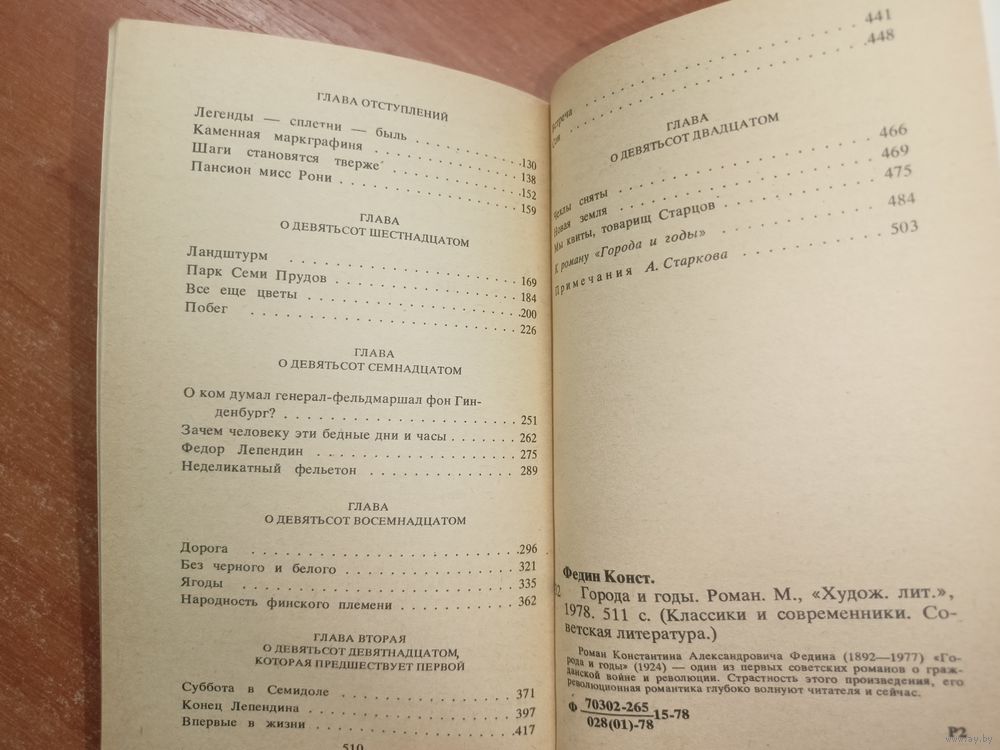 ГЛАВА ОТСТУПЛЕНИЙ
Легенды — сплетни — быль . . . . . . . 130
Каменная маркграфиня . . . . . . . . . 138
Шаги становятся тверже . . . . . . . . 152
Пансион мисс Рони . . . . . . . . . . 159
ГЛАВА
О ДЕВЯТЬСОТ ШЕСТНАДЦАТОМ
Ландштурм . . . . . . . . . . . . . . 169
Парк Семи Прудов . . . . . . . . . . . 184
Все еще цветы . . . . . . . . . . . . 200
Побег . . . . . . . . . . . . . . . . 226
ГЛАВА
О ДЕВЯТЬСОТ СЕМНАДЦАТОМ
О ком думал генерал-фельдмаршал фон Гин-
денбург? . . . . . . . . . . . . . . 251
Зачем человеку эти бедные дни и часы . . . . 262
Федор Лепендин . . . . . . . . . . . . 275
Неделикатный фельетон . . . . . . . . . 289
ГЛАВА
О ДЕВЯТЬСОТ ВОСЕМНАДЦАТОМ
Дорога . . . . . . . . . . . . . . . . 296
Без черного и белого . . . . . . . . . . 321
Ягоды . . . . . . . . . . . . . . . . 335
Народность финского племени . . . . . . . 362
ГЛАВА ВТОРАЯ
О ДЕВЯТЬСОТ ДЕВЯТНАДЦАТОМ,
КОТОРАЯ ПРЕДШЕСТВУЕТ ПЕРВОЙ
Суббота в Семидоле . . . . . . . . . . 371
Конец Лепендина . . . . . . . . . . . 397
Впервые в жизни . . . . . . . . . . . 417
510
Встреча . . . . . . . . . . . . . . . 441
Сон . . . . . . . . . . . . . . . . . 448
ГЛАВА
О ДЕВЯТЬСОТ ДВАДЦАТОМ
Чехлы сняты . . . . . . . . . . . . . 466
Новая земля . . . . . . . . . . . . . 469
Мы квиты, товарищ Старцов . . . . . . . 475
К роману «Города и годы» . . . . . . . . 484
Примечания А. Старкова . . . . . . . . 503
Федин Конст.
Города и годы. Роман. М., «Худож. лит.»,
1978. 511 с. (Классики и современники. Со-
ветская литература.)
Роман Константина Александровича Федина (1892—1977) «Го-
рода и годы» (1924) — один из первых советских романов о граж-
данской войне и революции. Страстность этого произведения, его
революционная романтика глубоко волнуют читателя и сейчас.
Ф 70302-265
028(01)-78 15-78
Р2
www.ay.by